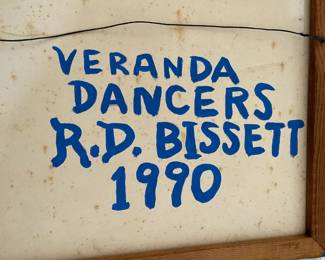 VERANDA
DANCERS
R.D. BISSETT
1990